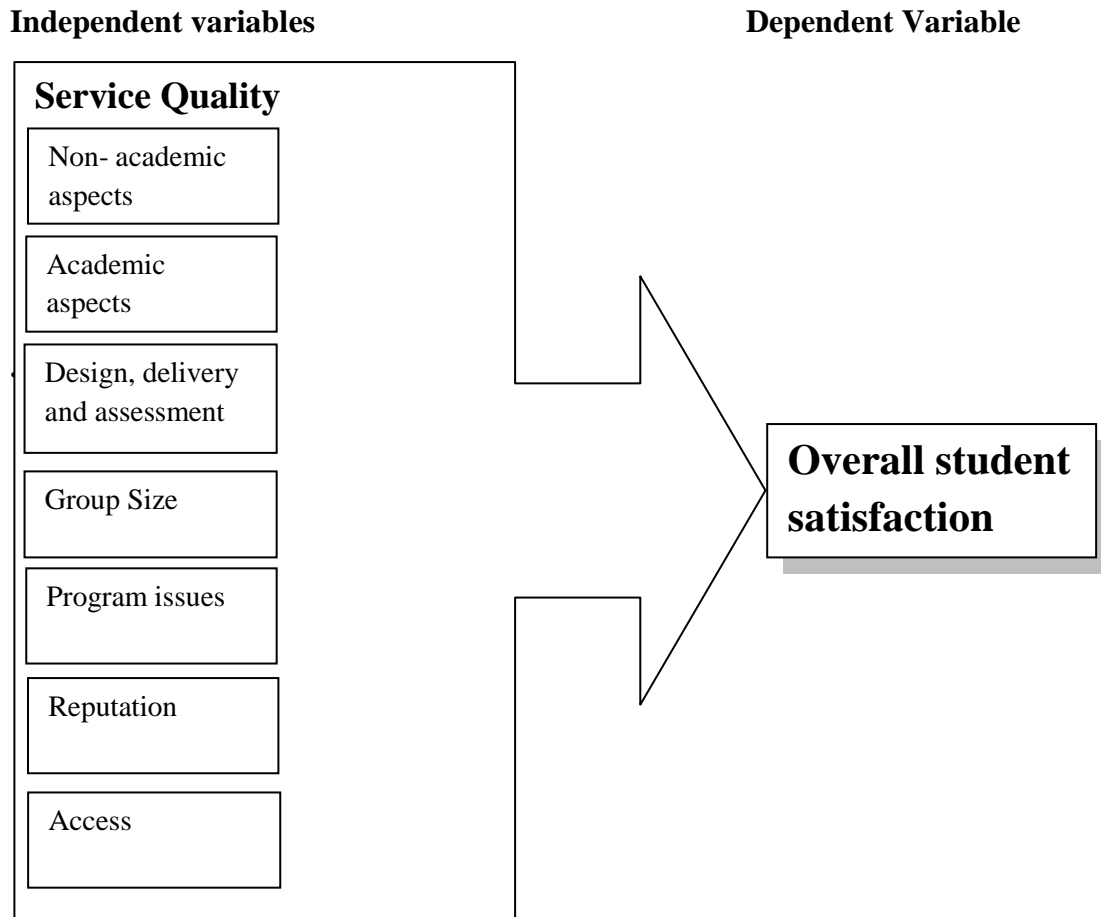 Independent variables
Dependent Variable
Service Quality
Non- academic
aspects
Academic
aspects
Design, delivery
and assessment
Group Size
Program issues
Reputation
Access
Overall student
satisfaction